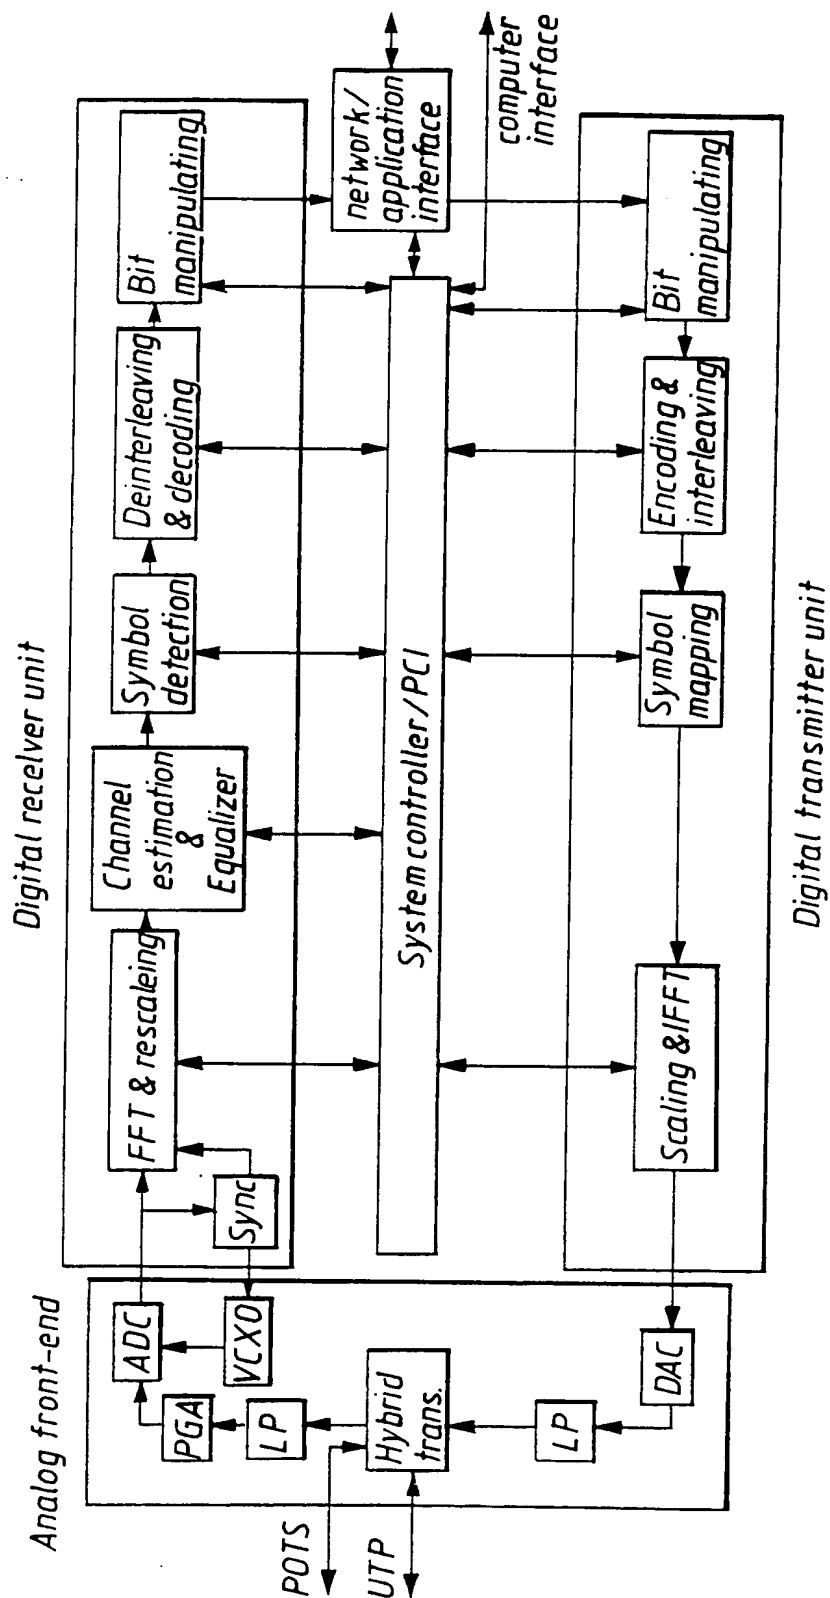 Analog front-end
Digital recelver unit
ADC
PGA
VCXO
LP
Hybrid
trans.
LP
DAC
POTS
UTP
Sync
FFT & rescaleing
Channel
estimation
&
Equalizer
Symbol
detection
Deinterleaving
& decoding
Bit
manipulating
System controller/PCI
network/
application
interface
computer
interface
Scaling &IFFT
Symbol
mapping
Encoding &
interleaving
Bit
manipulating
Digital transmitter unit